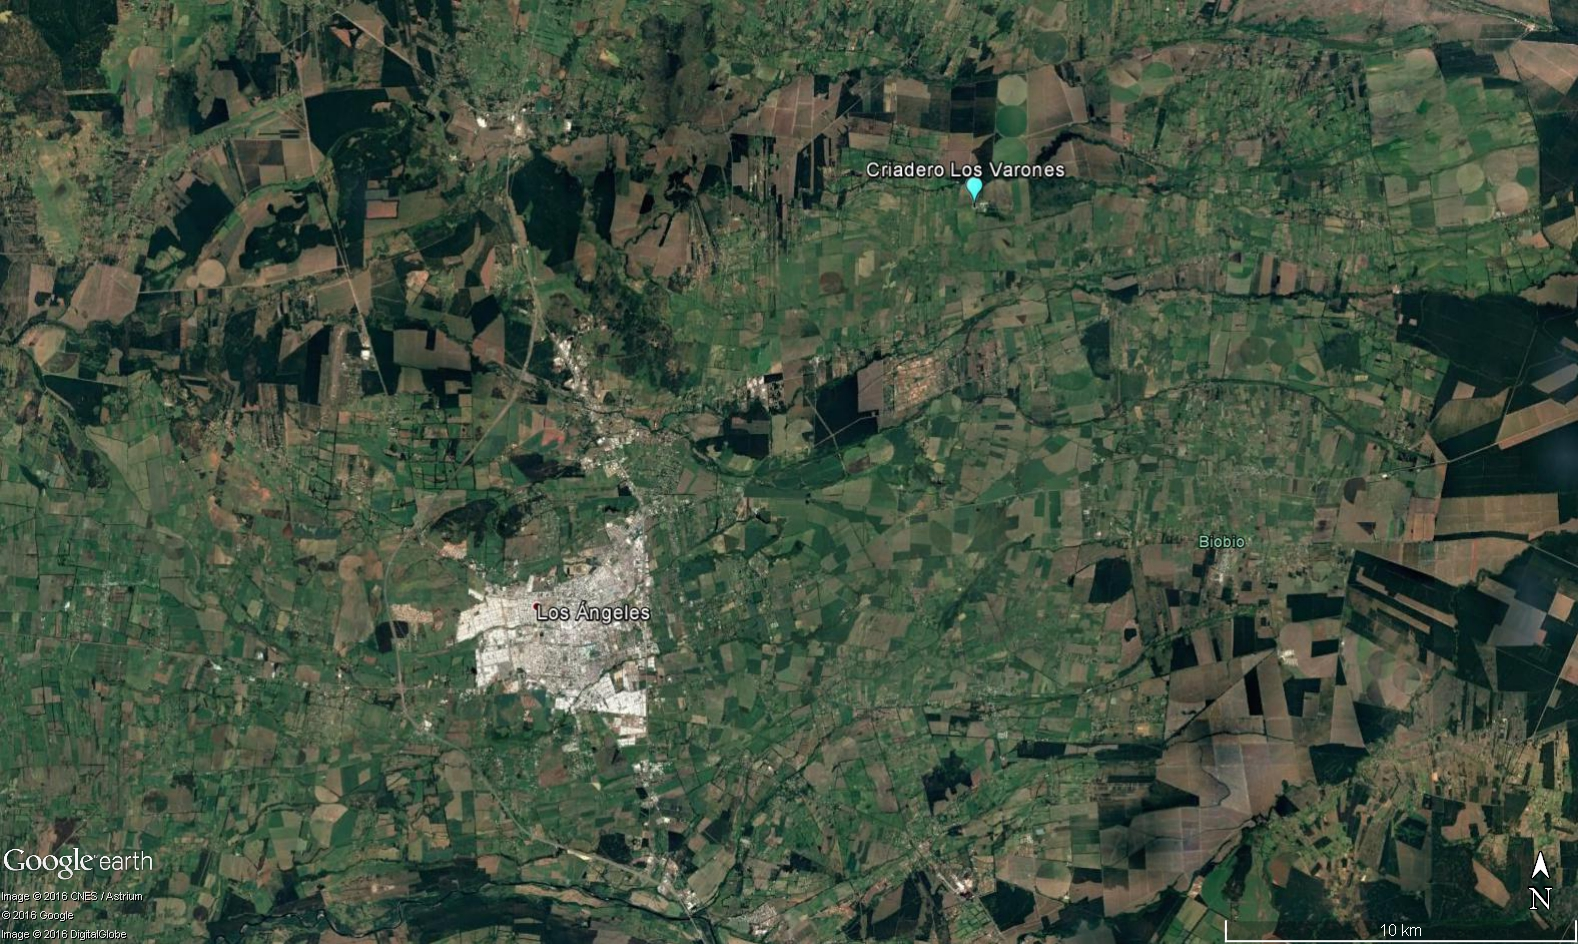 Criadero Los Varones
Biobio
Los Ángeles
Google earth
Image © 2016 CNES / Astrium
© 2016 Google
Image © 2016 DigitalGlobe
N
10 km